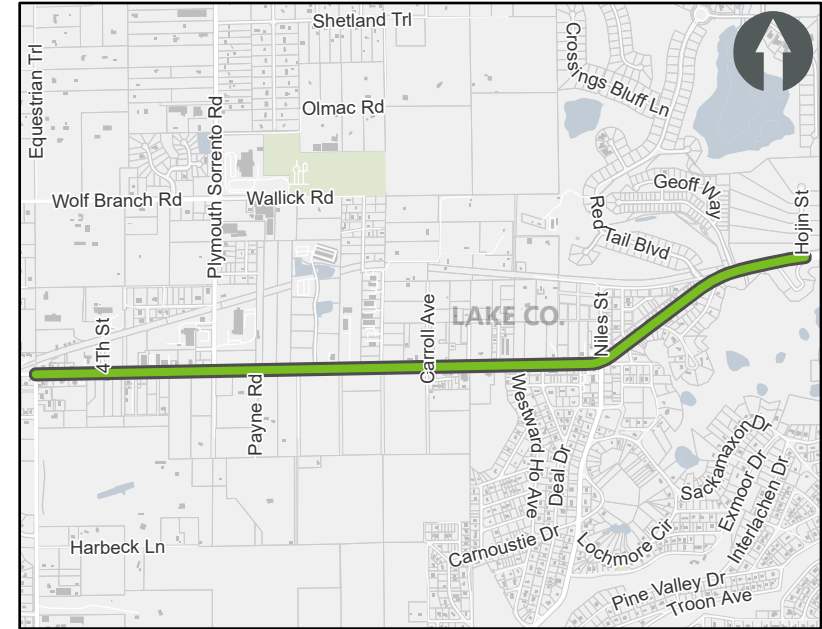 Shetland Trl
Equestrian Trl
Crossings Bluff Ln
Olmac Rd
Plymouth Sorrento Rd
Wolf Branch Rd
Wallick Rd
Geoff Way
Red Tail Blvd
Hojin St
LAKE CO.
4Th St
Carroll Ave
Niles St
Payne Rd
Westward Ho Ave
Deal Dr
Sackamaxon Dr
Exmoor Dr
Interlachen Dr
Harbeck Ln
Carnoustie Dr
Lochmore Cir
Pine Valley Dr
Troon Ave